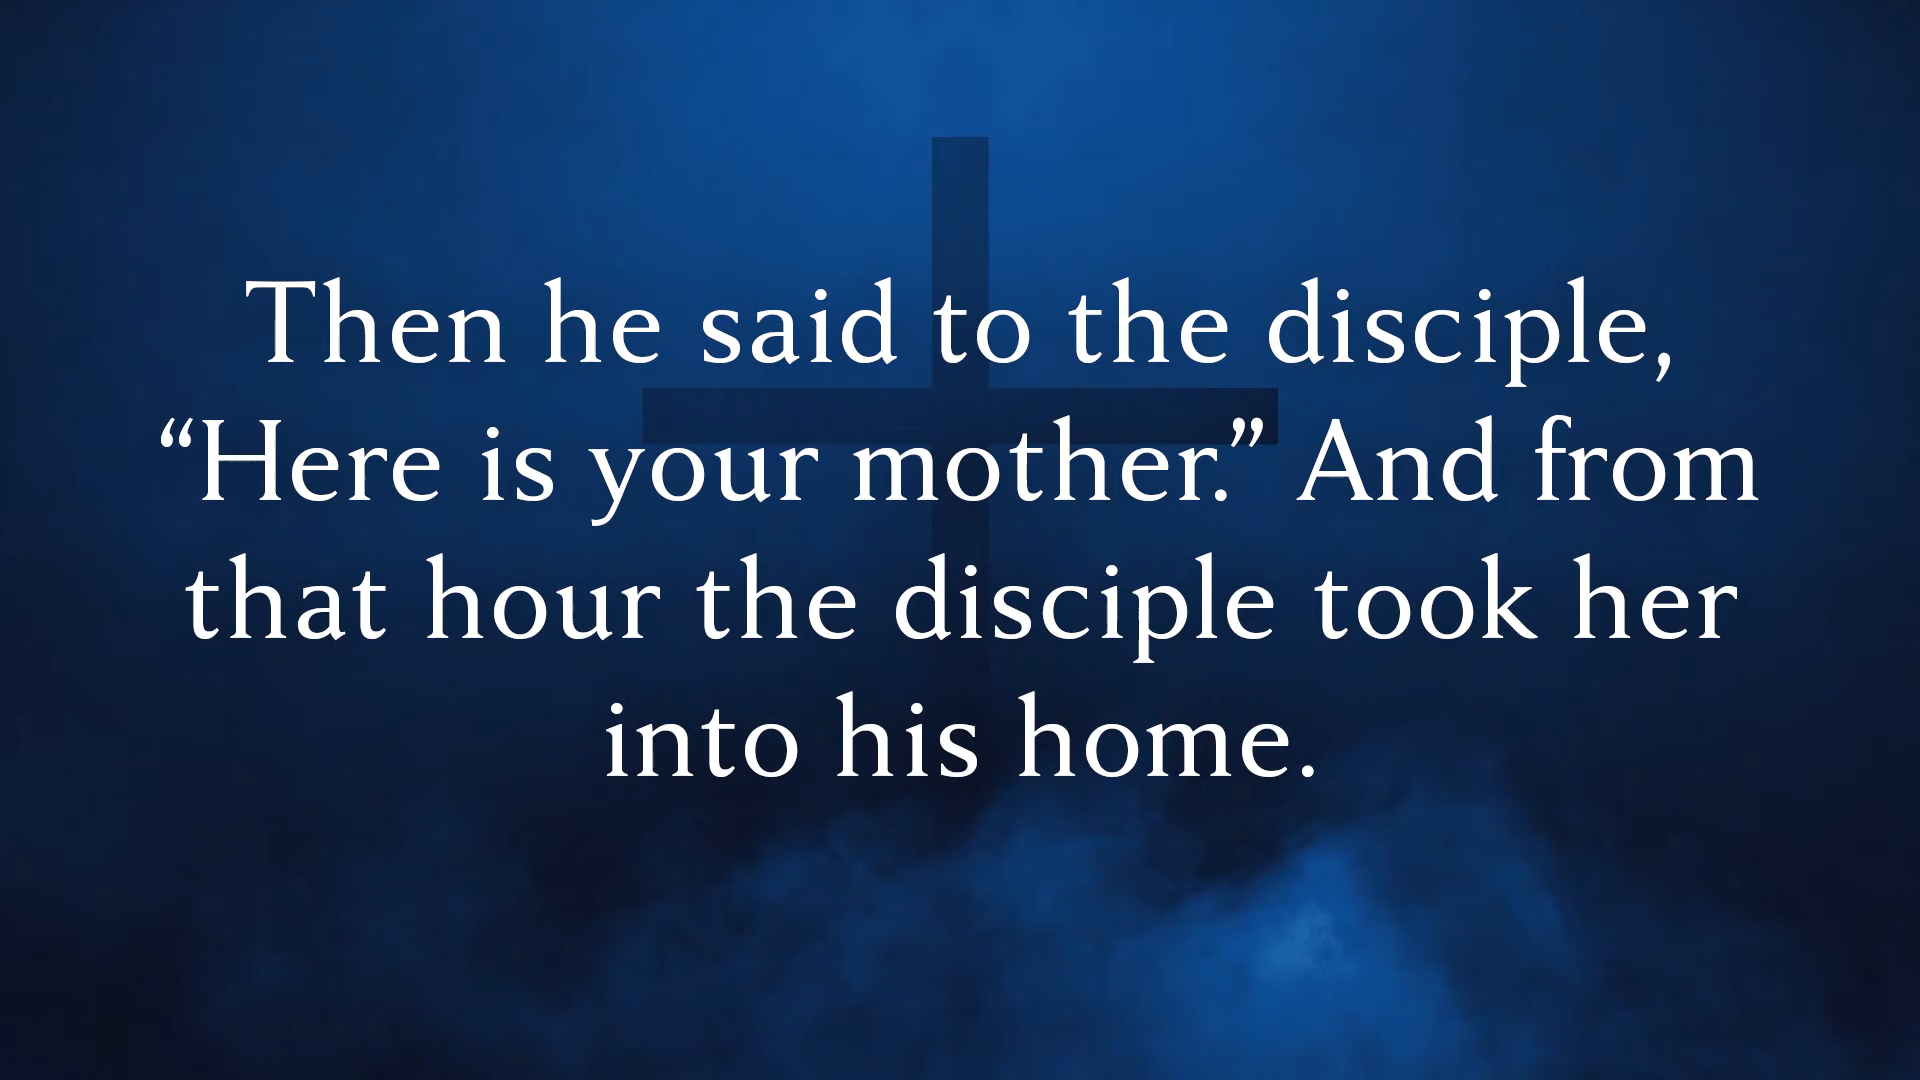 Then he said to the disciple,
“Here is your mother.” And from
that hour the disciple took her
into his home.